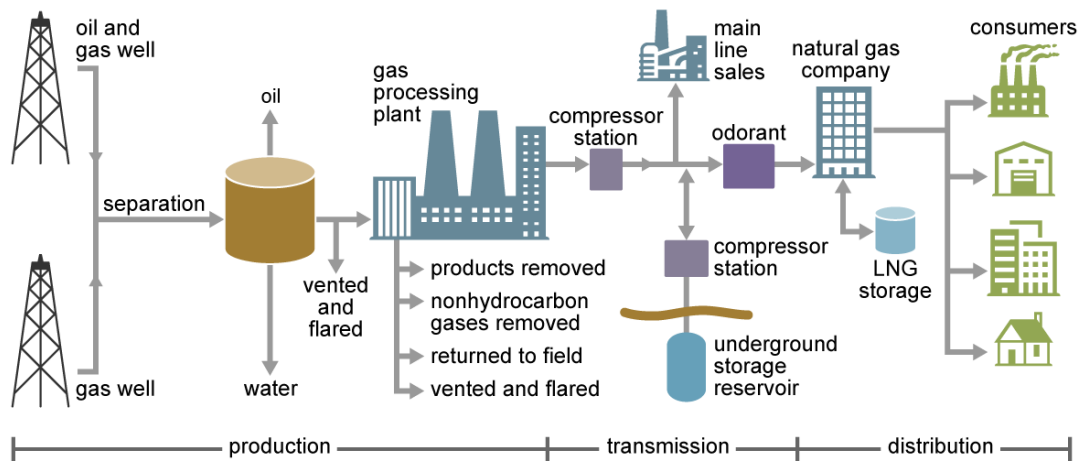 oil and
gas well
oil
separation
gas well
water
vented
and
flared
gas
processing
plant
products removed
nonhydrocarbon
gases removed
returned to field
vented and flared
compressor
station
main
line
sales
odorant
compressor
station
underground
storage
reservoir
natural gas
company
LNG
storage
consumers
production
transmission
distribution